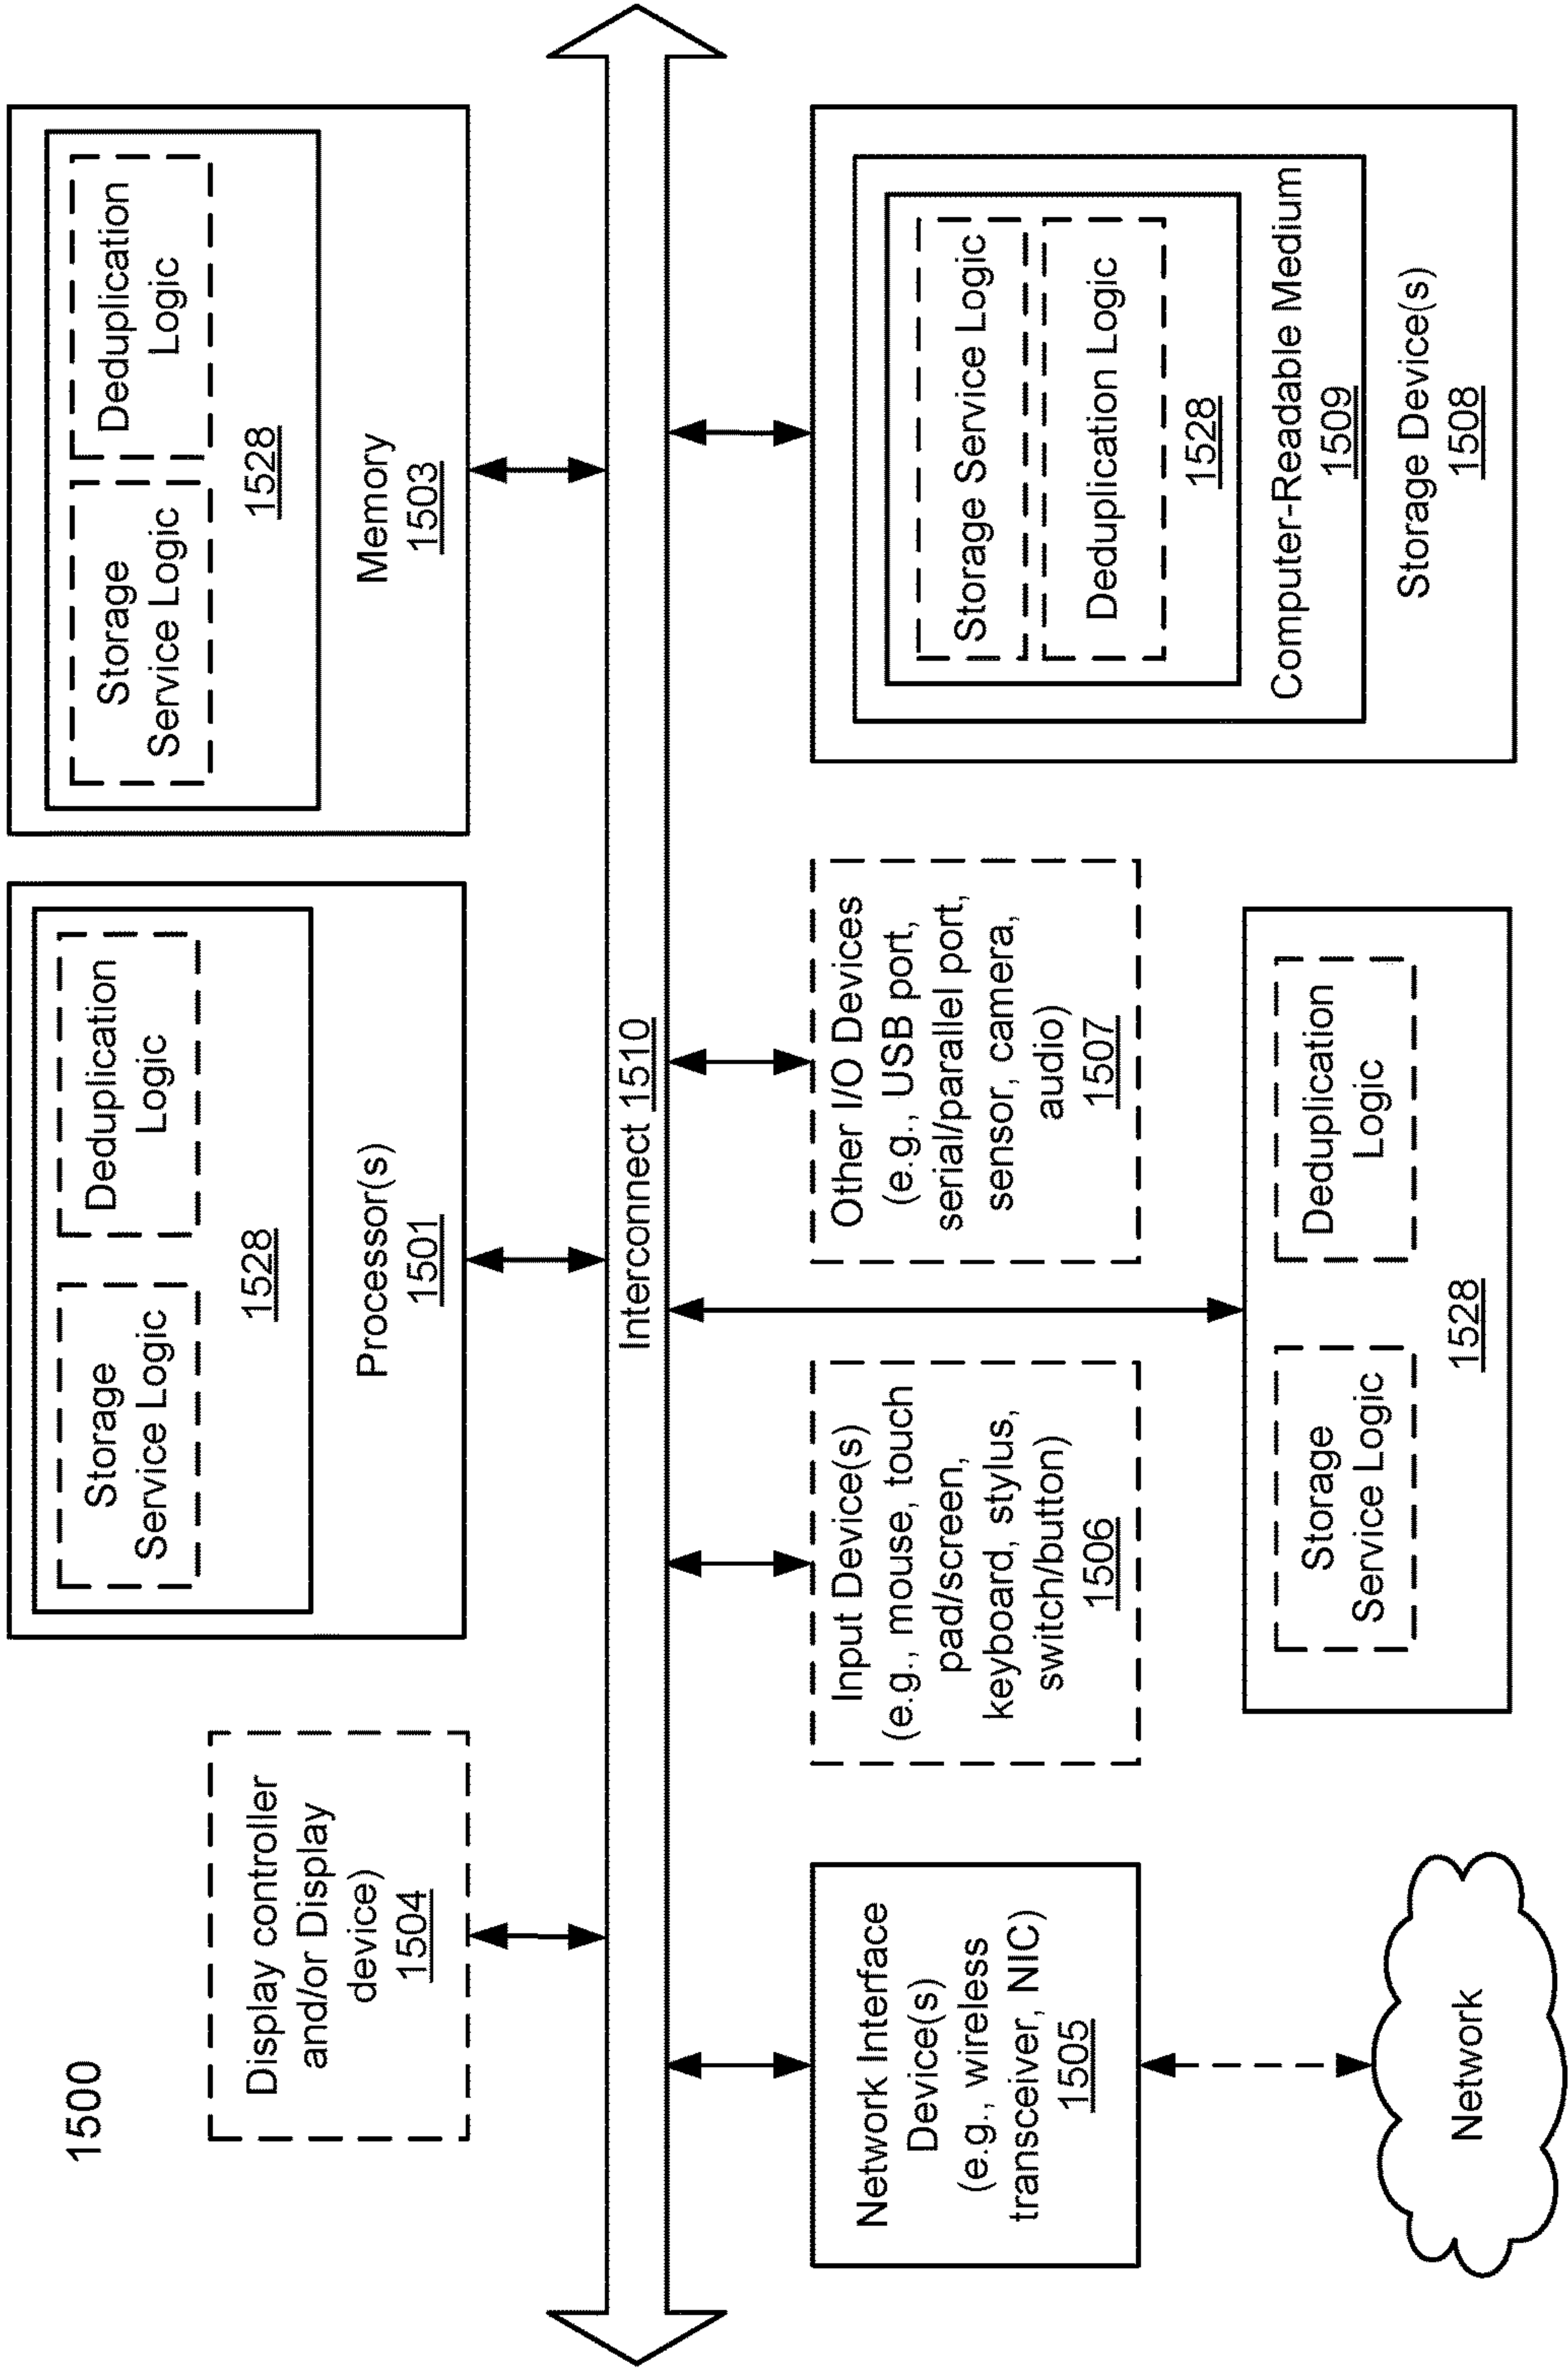 1500
Display controller
and/or Display
device)
1504
Storage
Service Logic
Deduplication
Logic
1528
Processor(s)
1501
Storage
Service Logic
Deduplication
Logic
1528
Memory
1503
Interconnect 1510
Network Interface
Device(s)
(e.g., wireless
transceiver, NIC)
1505
Input Device(s)
(e.g., mouse, touch
pad/screen,
keyboard, stylus,
switch/button)
1506
Other I/O Devices
(e.g., USB port,
serial/parallel port,
sensor, camera,
audio)
1507
Storage Service Logic
Deduplication Logic
1528
Computer-Readable Medium
1509
Storage Device(s)
1508
Network
Storage
Service Logic
Deduplication
Logic
1528